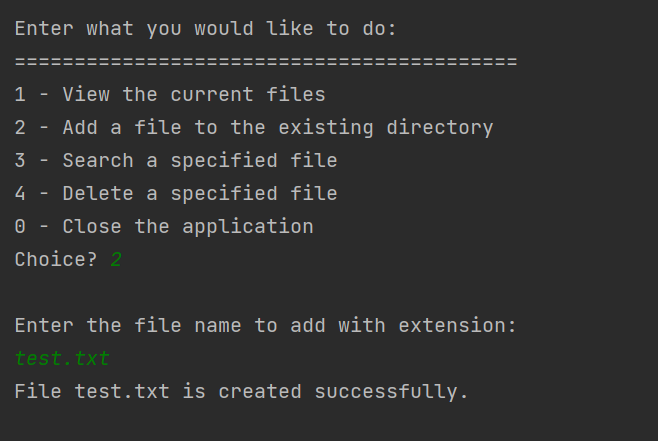 Enter what you would like to do:
==========================================
1 - View the current files
2 - Add a file to the existing directory
3 - Search a specified file
4 - Delete a specified file
0 - Close the application
Choice? 2
Enter the file name to add with extension:
test.txt
File test.txt is created successfully.